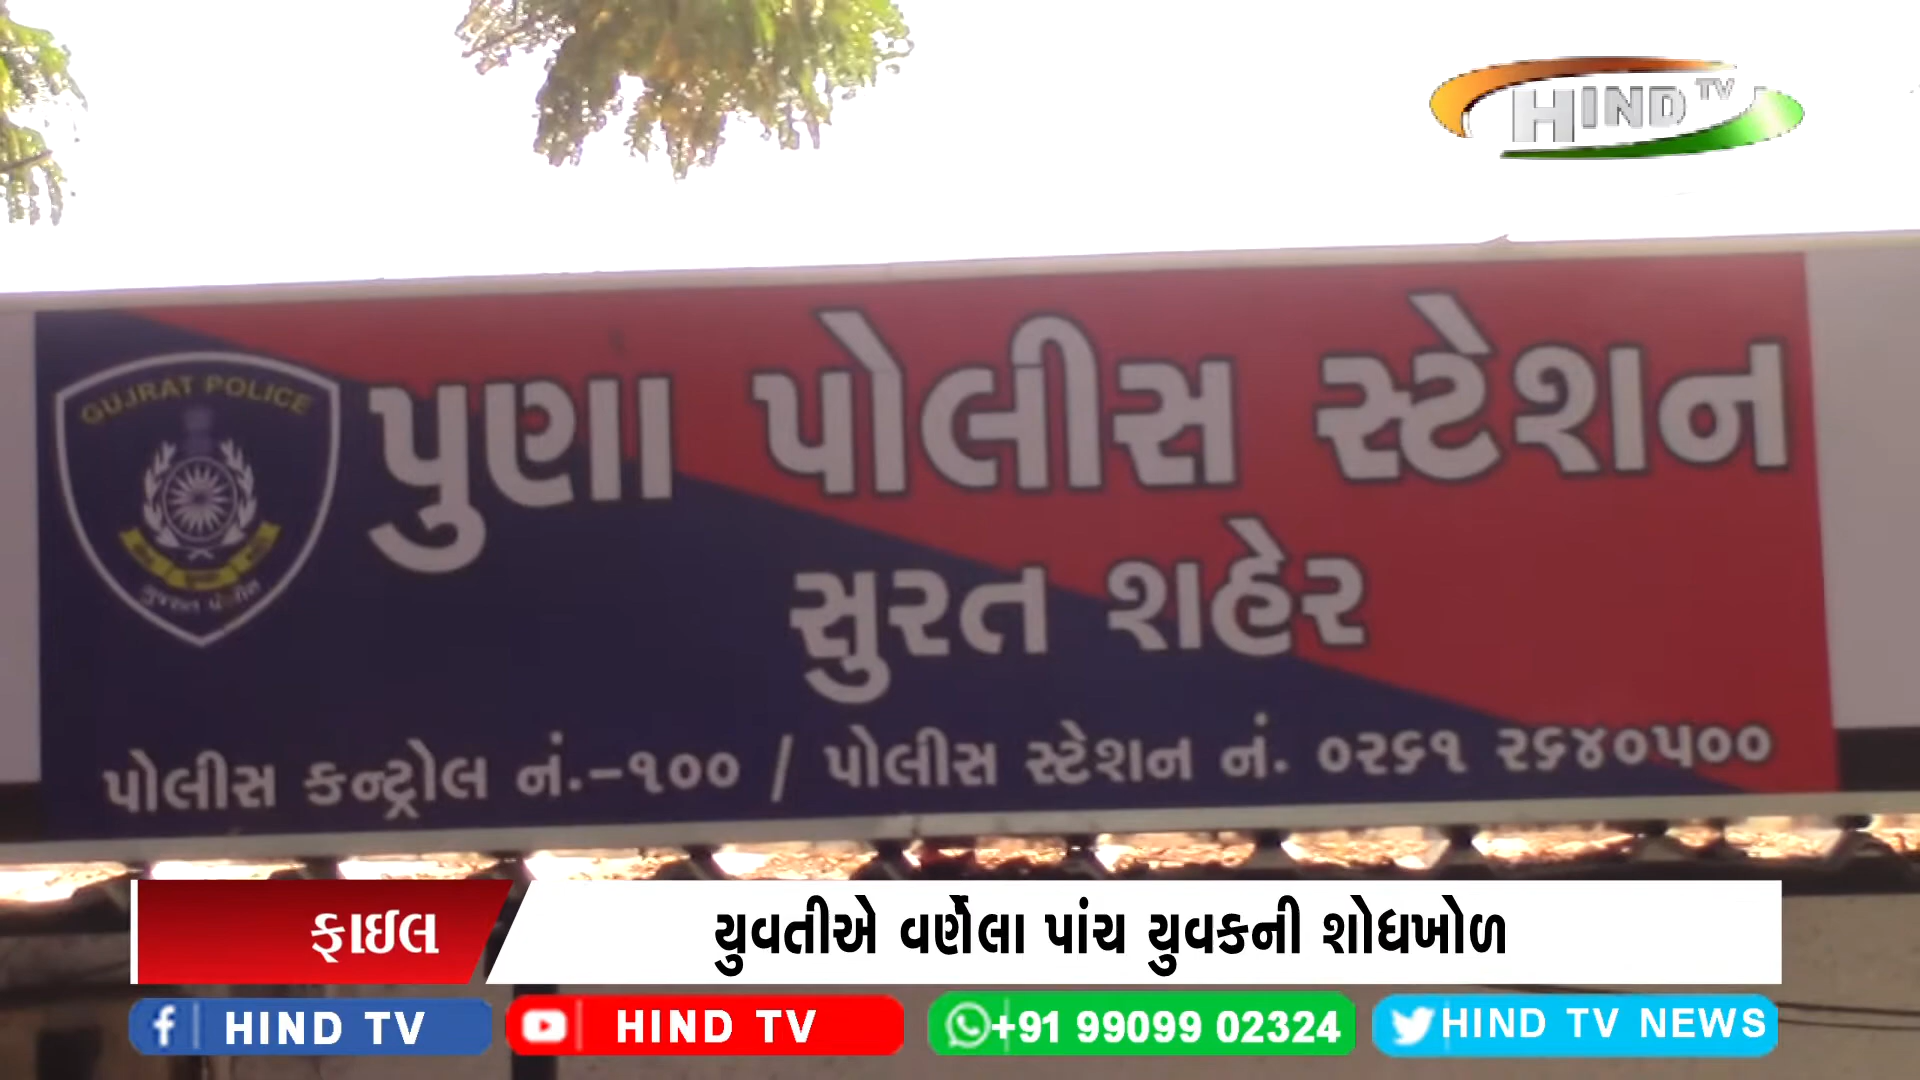 HIND TV
GUJRAT POLICE
પુણા પોલીસ સ્ટેશન
સુરત શહેર
પોલીસ કન્ટ્રોલ નં.-૧૦૦ / પોલીસ સ્ટેશન નં. ૦૨૬૧ ૨૬૪૦૫૦૦
ફાઈલ
યુવતીએ વર્ણેલા પાંચ યુવકની શોધખોળ
HIND TV
HIND TV
+91 99099 02324
HIND TV NEWS